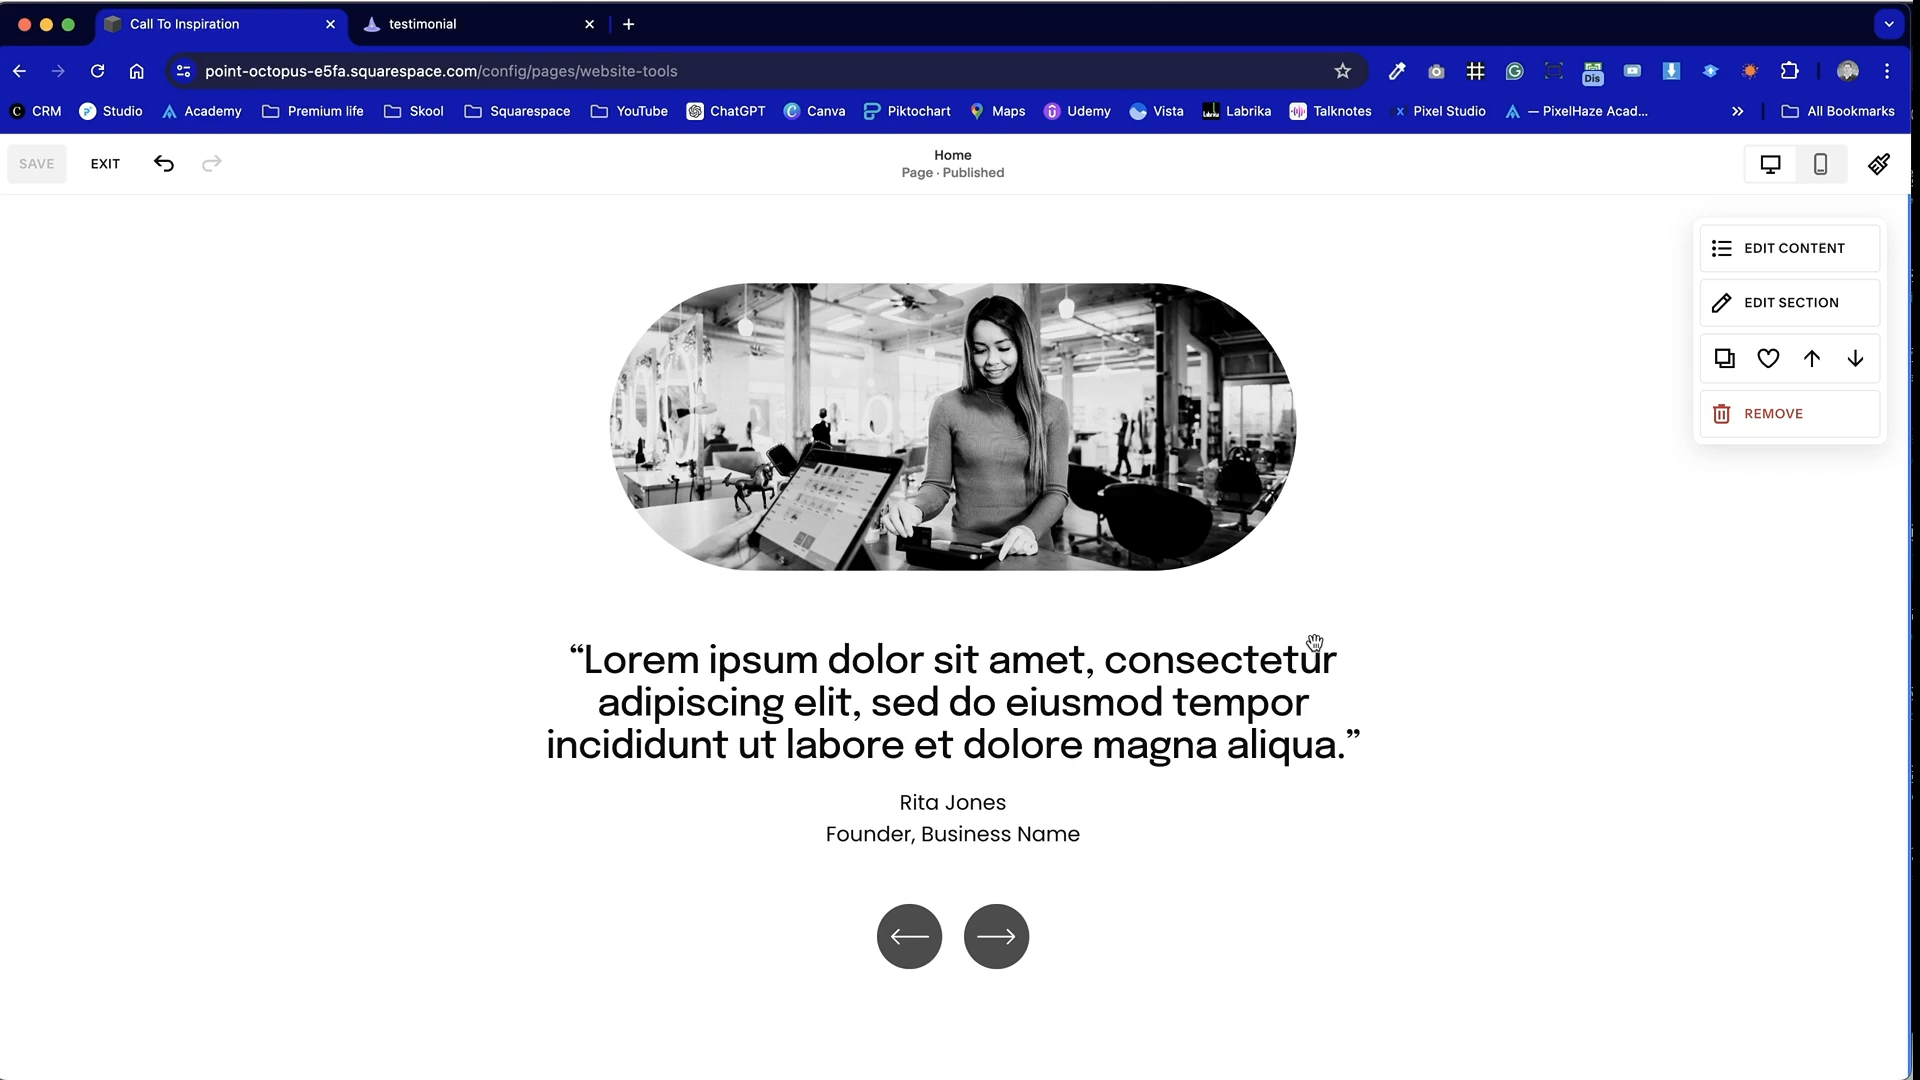 Call To Inspiration
testimonial
point-octopus-e5fa.squarespace.com/config/pages/website-tools
Dis
CRM
Studio
Academy
Premium life
Skool
Squarespace
YouTube
ChatGPT
Canva
Piktochart
Maps
Udemy
Vista
Labrika
Talknotes
Pixel Studio
— PixelHaze Acad...
All Bookmarks
SAVE
EXIT
Home
Page · Published
EDIT CONTENT
EDIT SECTION
REMOVE
“Lorem ipsum dolor sit amet, consectetur
adipiscing elit, sed do eiusmod tempor
incididunt ut labore et dolore magna aliqua.”
Rita Jones
Founder, Business Name